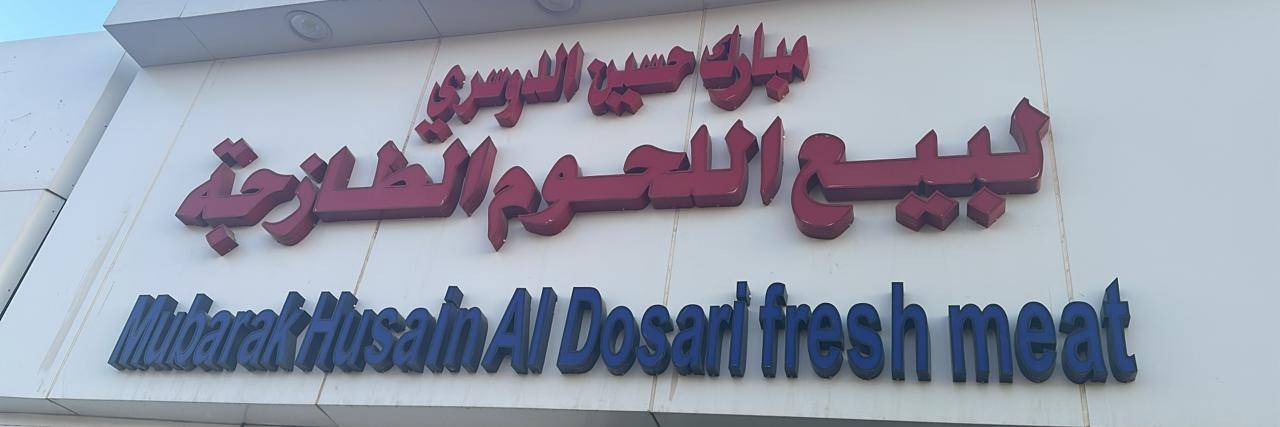 مبارك حسين الدوسري
لبيع اللحوم الطازجة
Mubarak Husain Al Dosari fresh meat